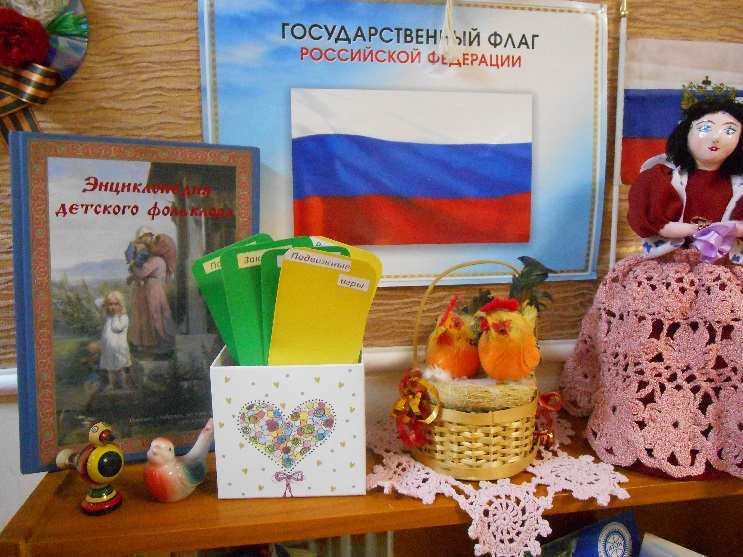 ГОСУДАРСТВЕННЫЙ ФЛАГ
РОССИЙСКОЙ ФЕДЕРАЦИИ
Энциклопедия
детского фольклора
Подвижные
игры